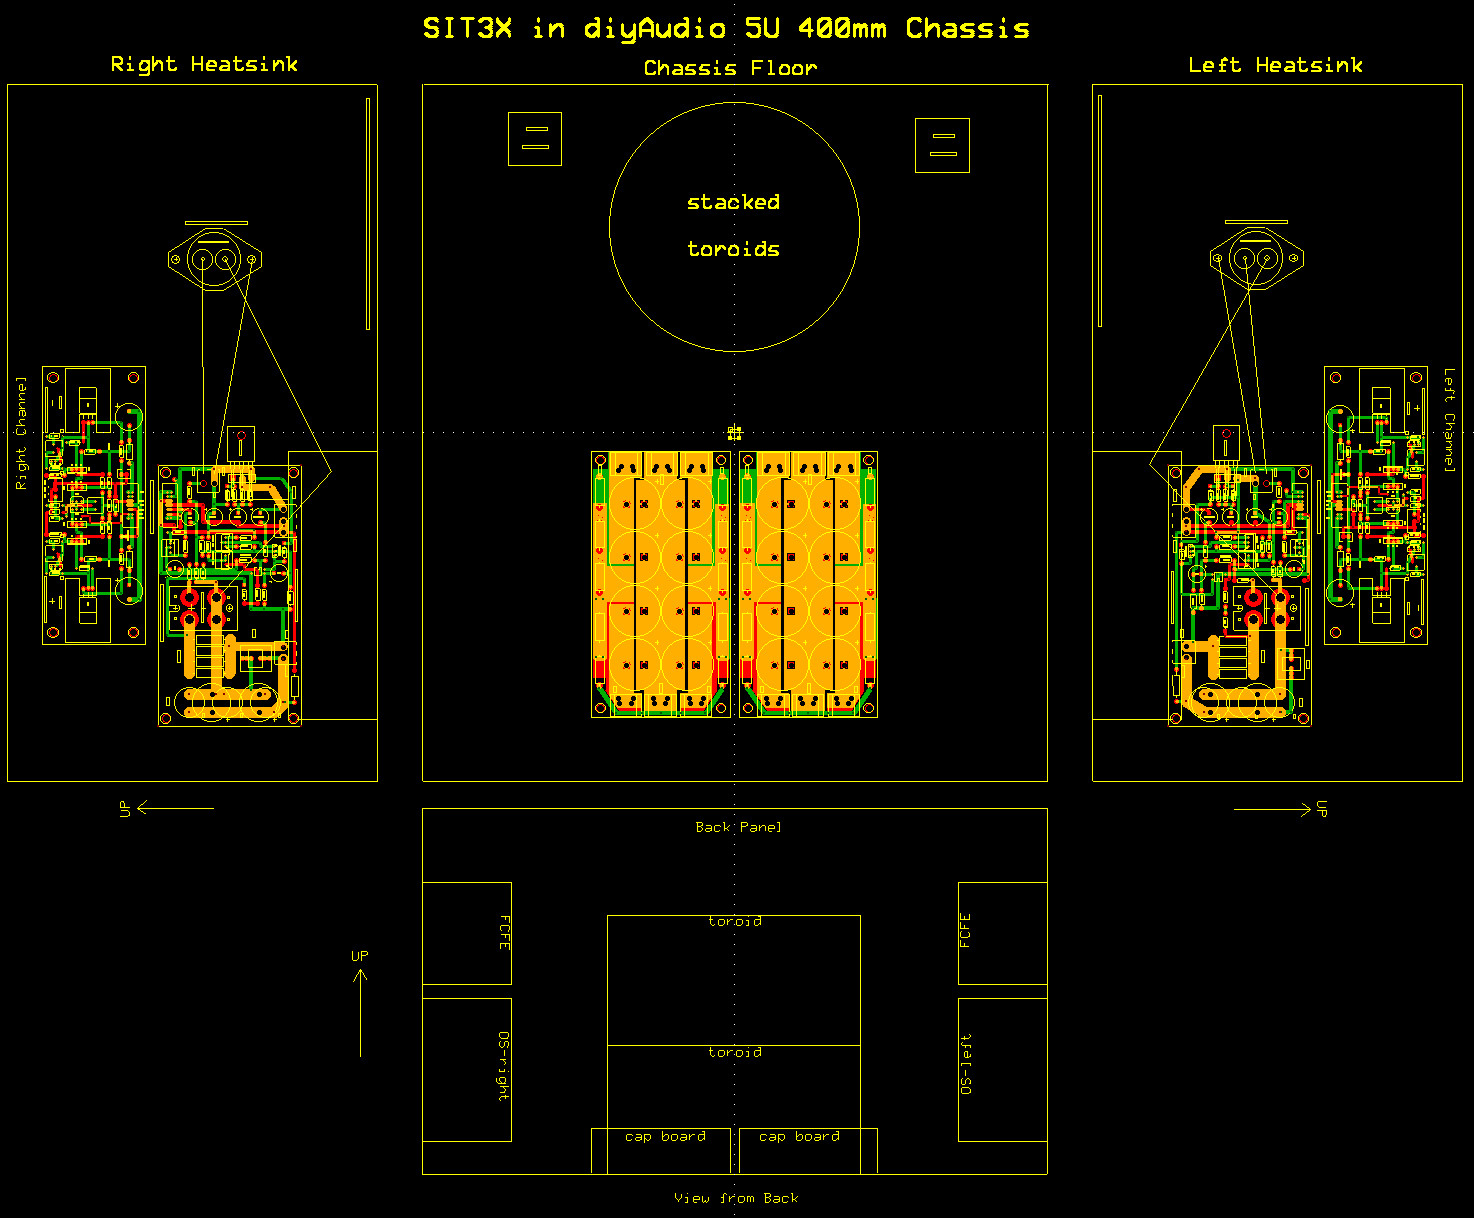 SIT3X in diyAudio 5U 400mm Chassis
Right Heatsink
Chassis Floor
Left Heatsink
stacked
toroids
Right Channel
Left Channel
UP
UP
Back Panel
FCFE
toroid
FCFE
UP
OS-right
toroid
OS-left
cap board
cap board
View from Back